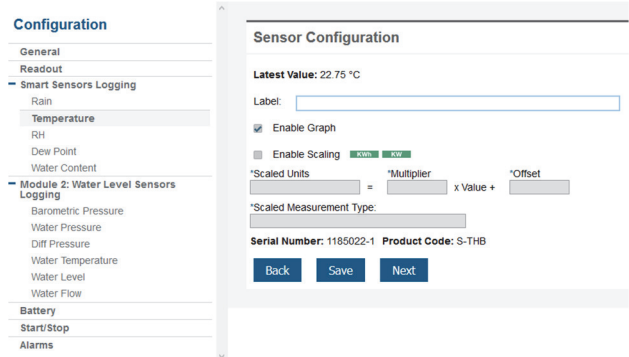 Configuration
General
Readout
Smart Sensors Logging
Rain
Temperature
RH
Dew Point
Water Content
Module 2: Water Level Sensors
Logging
Barometric Pressure
Water Pressure
Diff Pressure
Water Temperature
Water Level
Water Flow
Battery
Start/Stop
Alarms
Sensor Configuration
Latest Value: 22.75 °C
Label:
Enable Graph
Enable Scaling KWh KW
*Scaled Units *Multiplier *Offset
= x Value +
*Scaled Measurement Type:
Serial Number: 1185022-1 Product Code: S-THB
Back Save Next